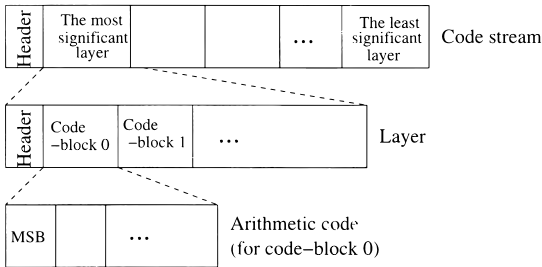 Header
The most
significant
layer
...
The least
significant
layer
Code stream
Header
Code
−block 0
Code
−block 1
...
Layer
MSB
...
Arithmetic code
(for code−block 0)